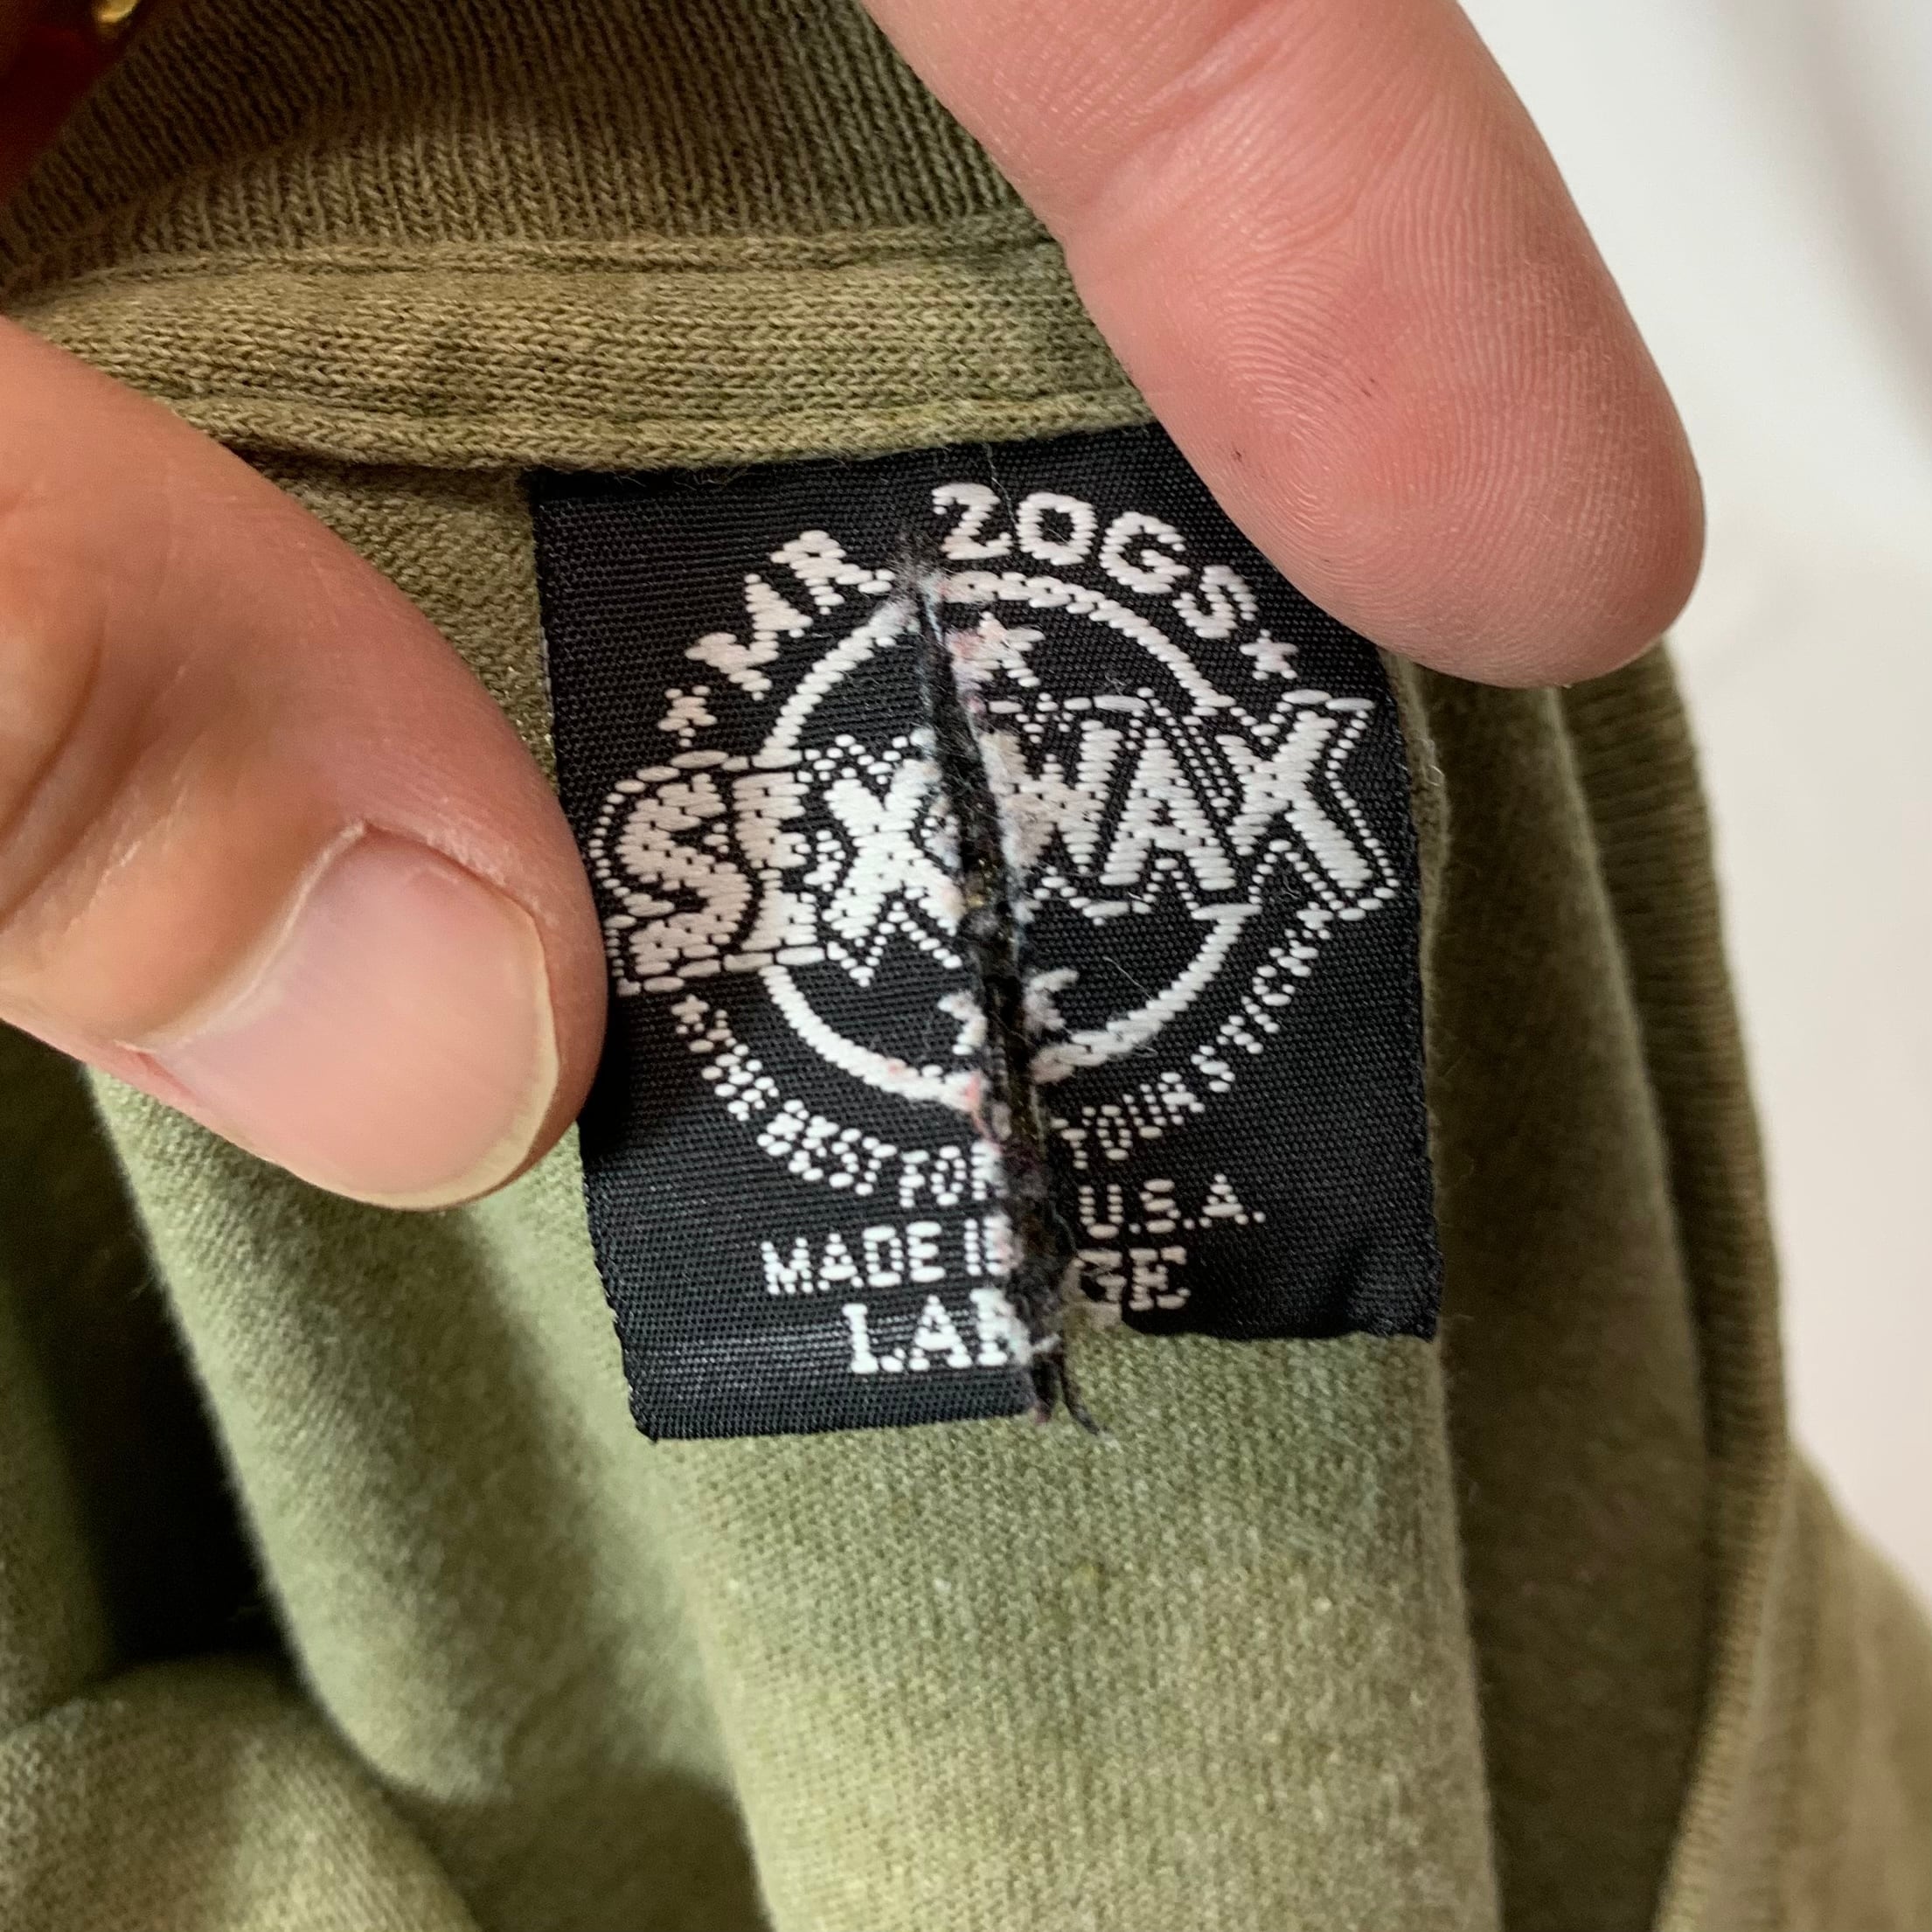 MR ZOGS
SEX WAX
THE BEST FOR YOUR STICK
MADE IN U.S.A.
LARGE